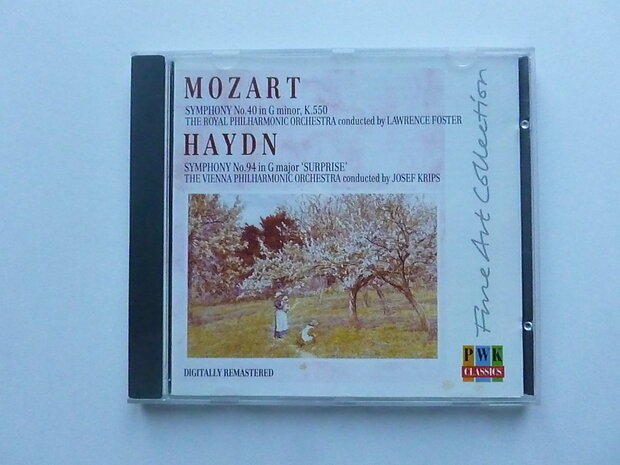 MOZART
SYMPHONY No.40 in G minor, K.550
THE ROYAL PHILHARMONIC ORCHESTRA conducted by LAWRENCE FOSTER
HAYDN
SYMPHONY No.94 in G major 'SURPRISE'
THE VIENNA PHILHARMONIC ORCHESTRA conducted by JOSEF KRIPS
Fine Art Collection
PWK
CLASSICS
DIGITALLY REMASTERED